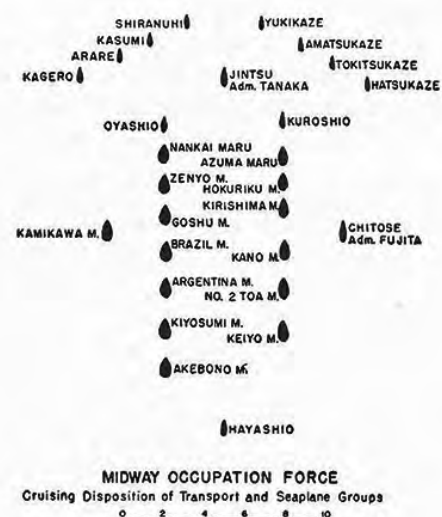 SHIRANUHI
YUKIKAZE
KASUMI
AMATSUKAZE
ARARE
TOKITSUKAZE
KAGERO
JINTSU
Adm. TANAKA
HATSUKAZE
OYASHIO
KUROSHIO
NANKAI MARU
AZUMA MARU
ZENYO M.
HOKURIKU M.
KIRISHIMA M.
GOSHU M.
KAMIKAWA M.
CHITOSE
Adm. FUJITA
BRAZIL M.
KANO M.
ARGENTINA M.
NO. 2 TOA M.
KIYOSUMI M.
KEIYO M.
AKEBONO M.
HAYASHIO
MIDWAY OCCUPATION FORCE
Cruising Disposition of Transport and Seaplane Groups
0 2 4 6 8 10